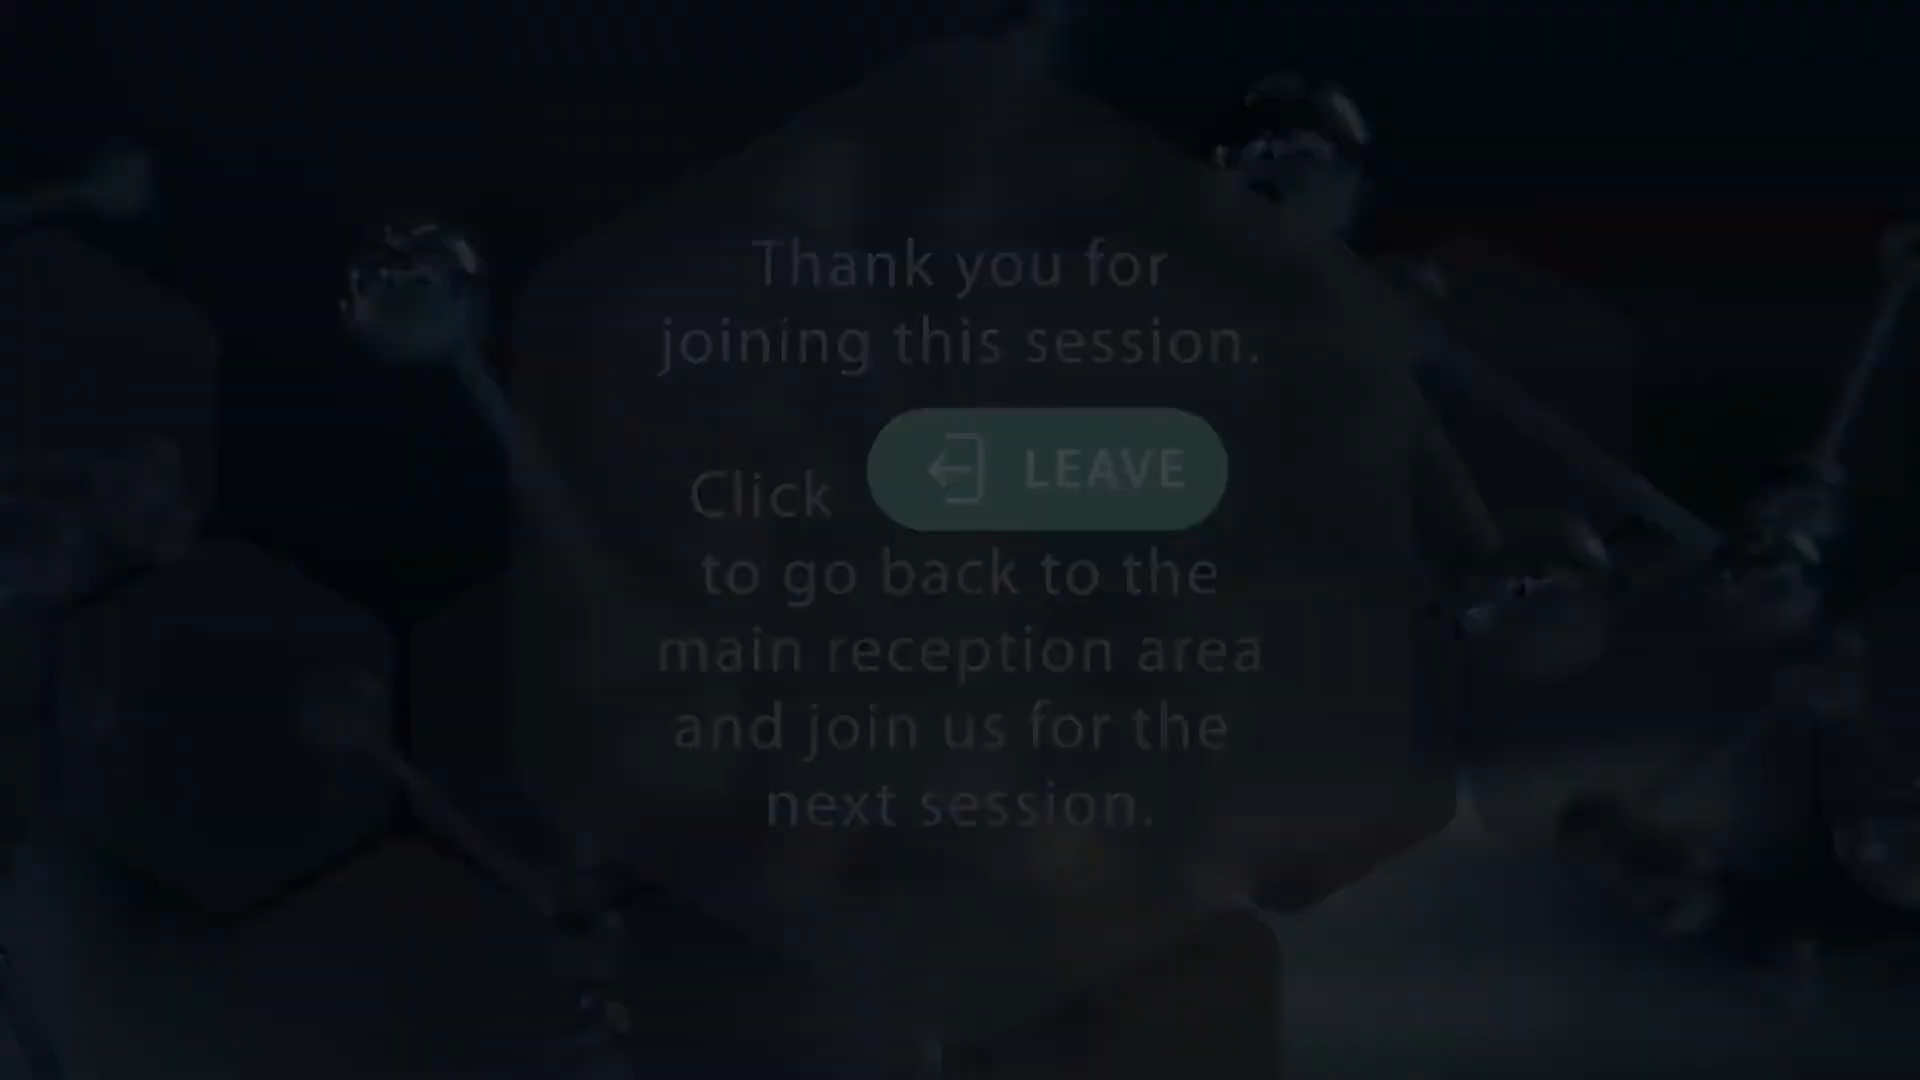 Thank you for
joining this session.
Click LEAVE
to go back to the
main reception area
and join us for the
next session.